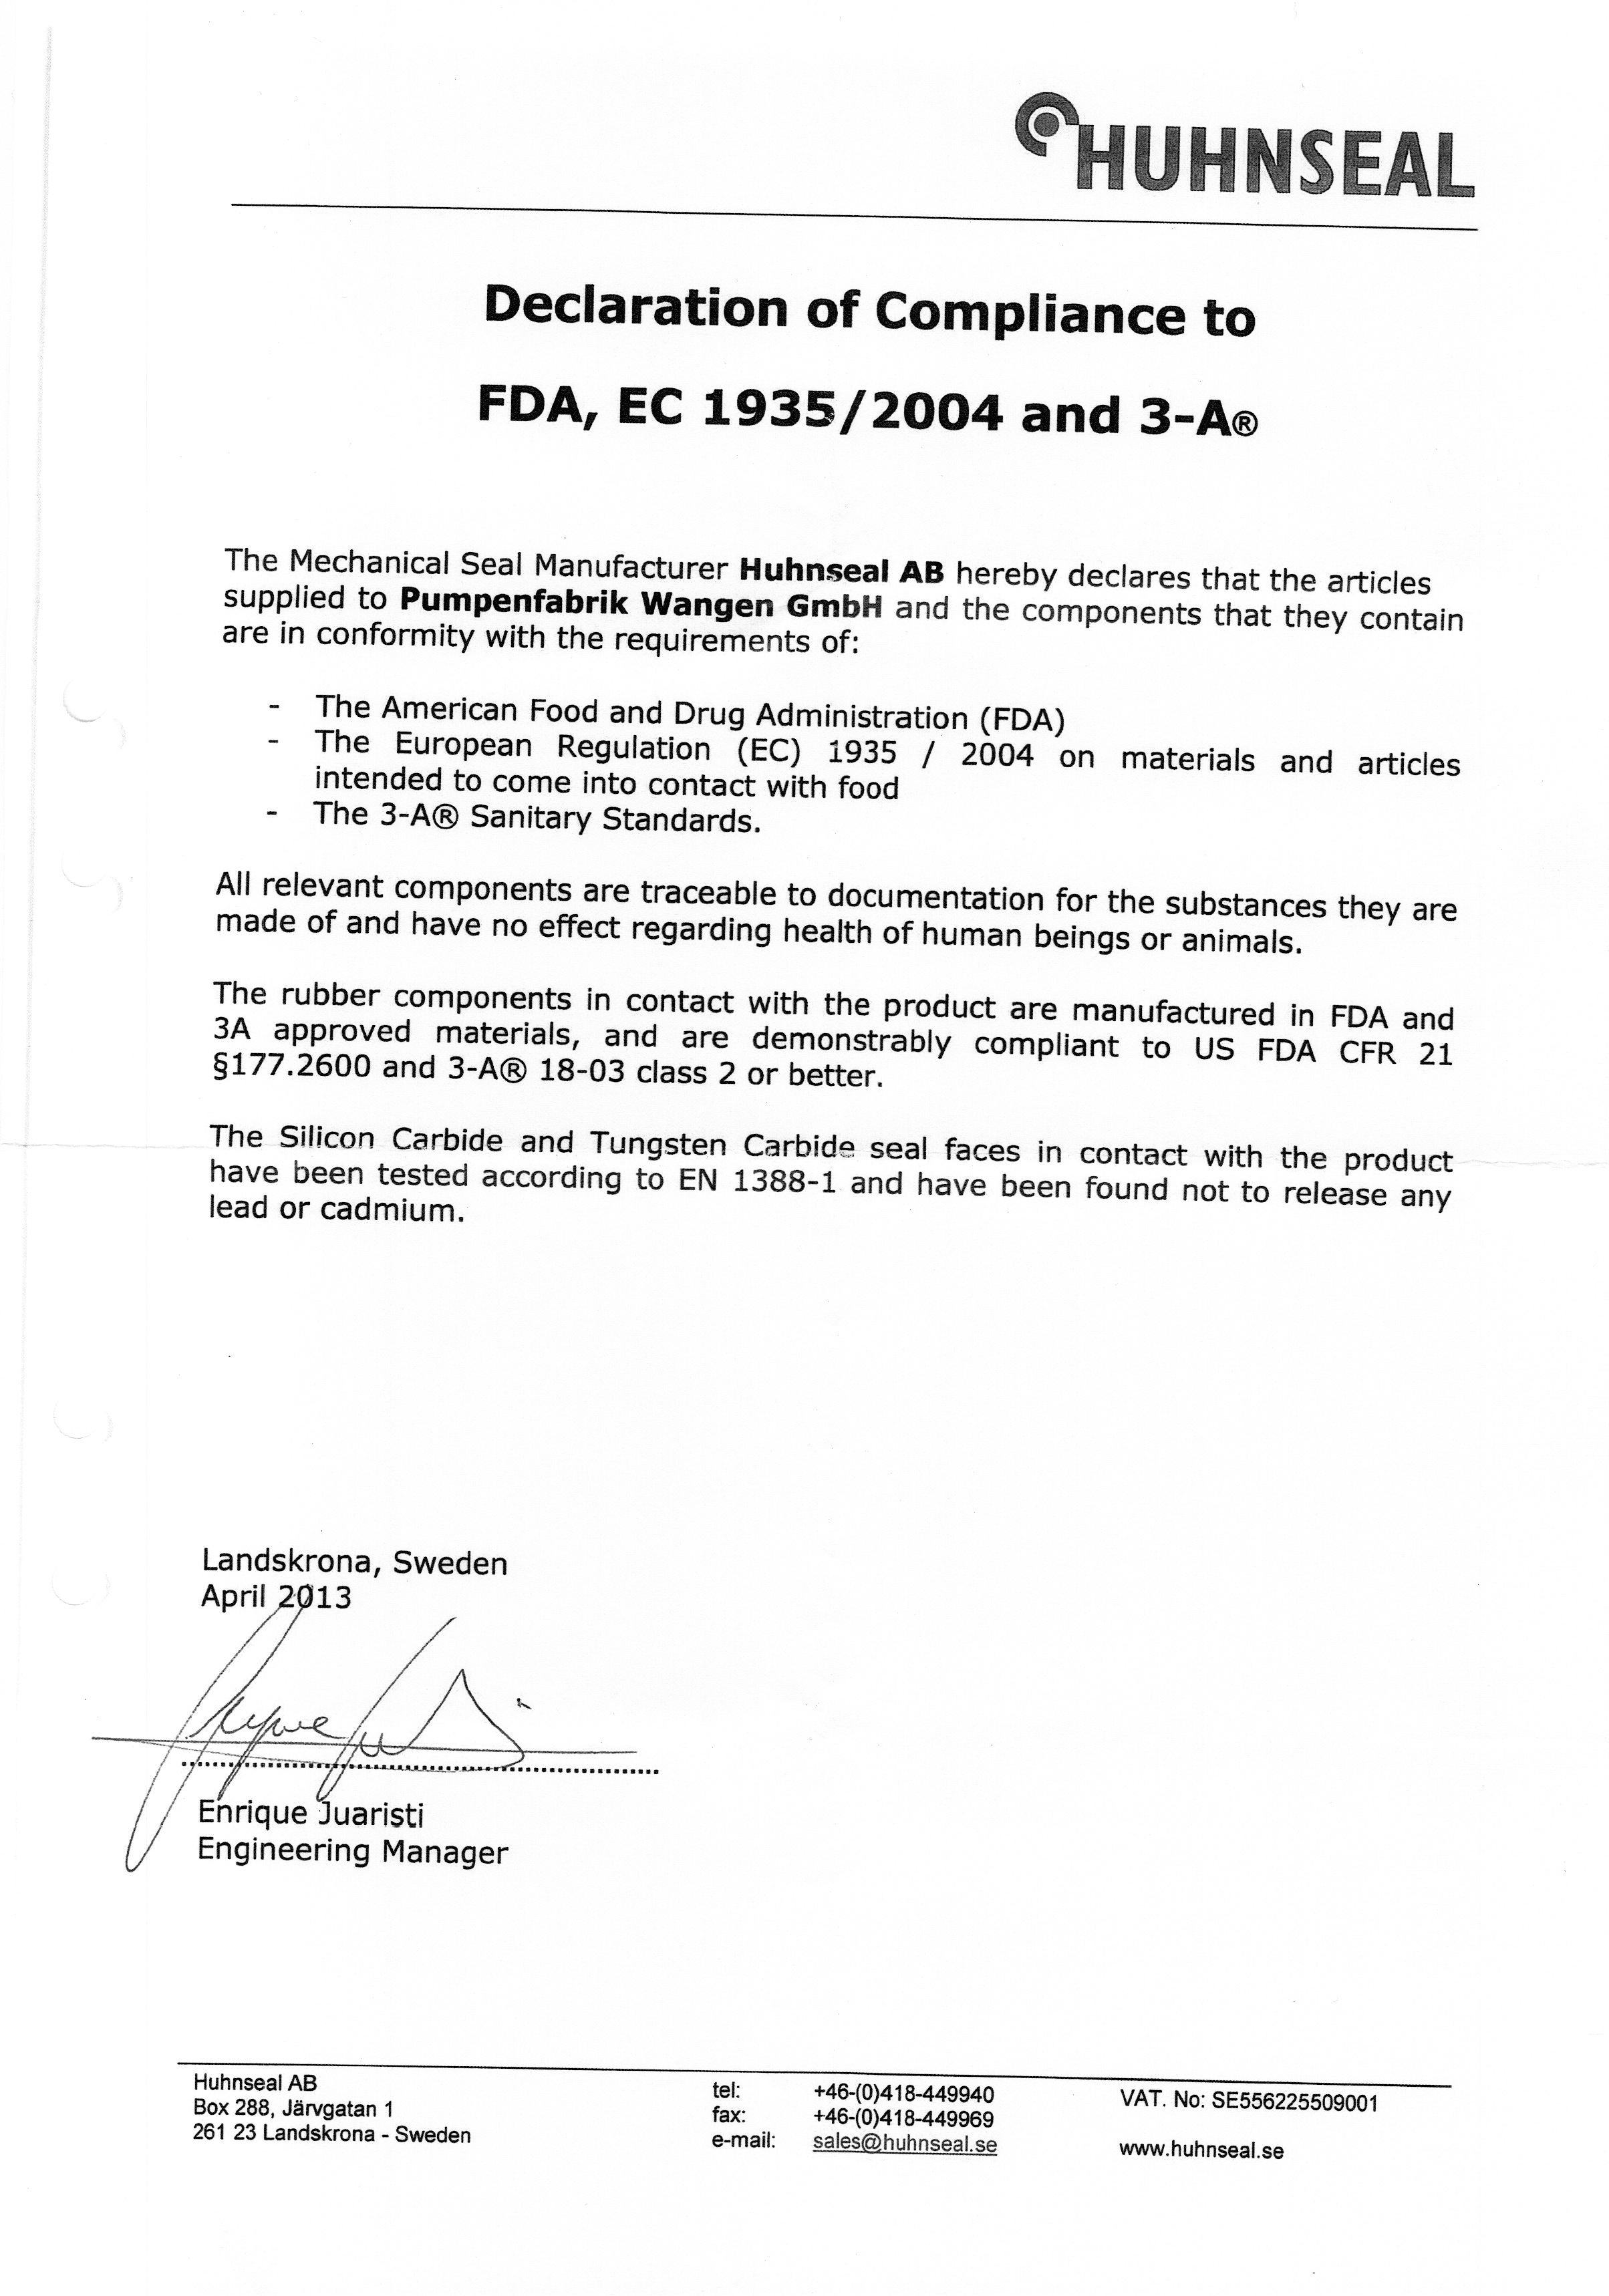 HUHNSEAL
Declaration of Compliance to
FDA, EC 1935/2004 and 3-A®
The Mechanical Seal Manufacturer Huhnseal AB hereby declares that the articles
supplied to Pumpenfabrik Wangen GmbH and the components that they contain
are in conformity with the requirements of:
- The American Food and Drug Administration (FDA)
- The European Regulation (EC) 1935 / 2004 on materials and articles
intended to come into contact with food
- The 3-A® Sanitary Standards.
All relevant components are traceable to documentation for the substances they are
made of and have no effect regarding health of human beings or animals.
The rubber components in contact with the product are manufactured in FDA and
3A approved materials, and are demonstrably compliant to US FDA CFR 21
§177.2600 and 3-A® 18-03 class 2 or better.
The Silicon Carbide and Tungsten Carbide seal faces in contact with the product
have been tested according to EN 1388-1 and have been found not to release any
lead or cadmium.
Landskrona, Sweden
April 2013
Enrique Juaristi
Engineering Manager
Huhnseal AB
Box 288, Järvgatan 1
261 23 Landskrona - Sweden
tel: +46-(0)418-449940
fax: +46-(0)418-449969
e-mail: sales@huhnseal.se
VAT. No: SE556225509001
www.huhnseal.se